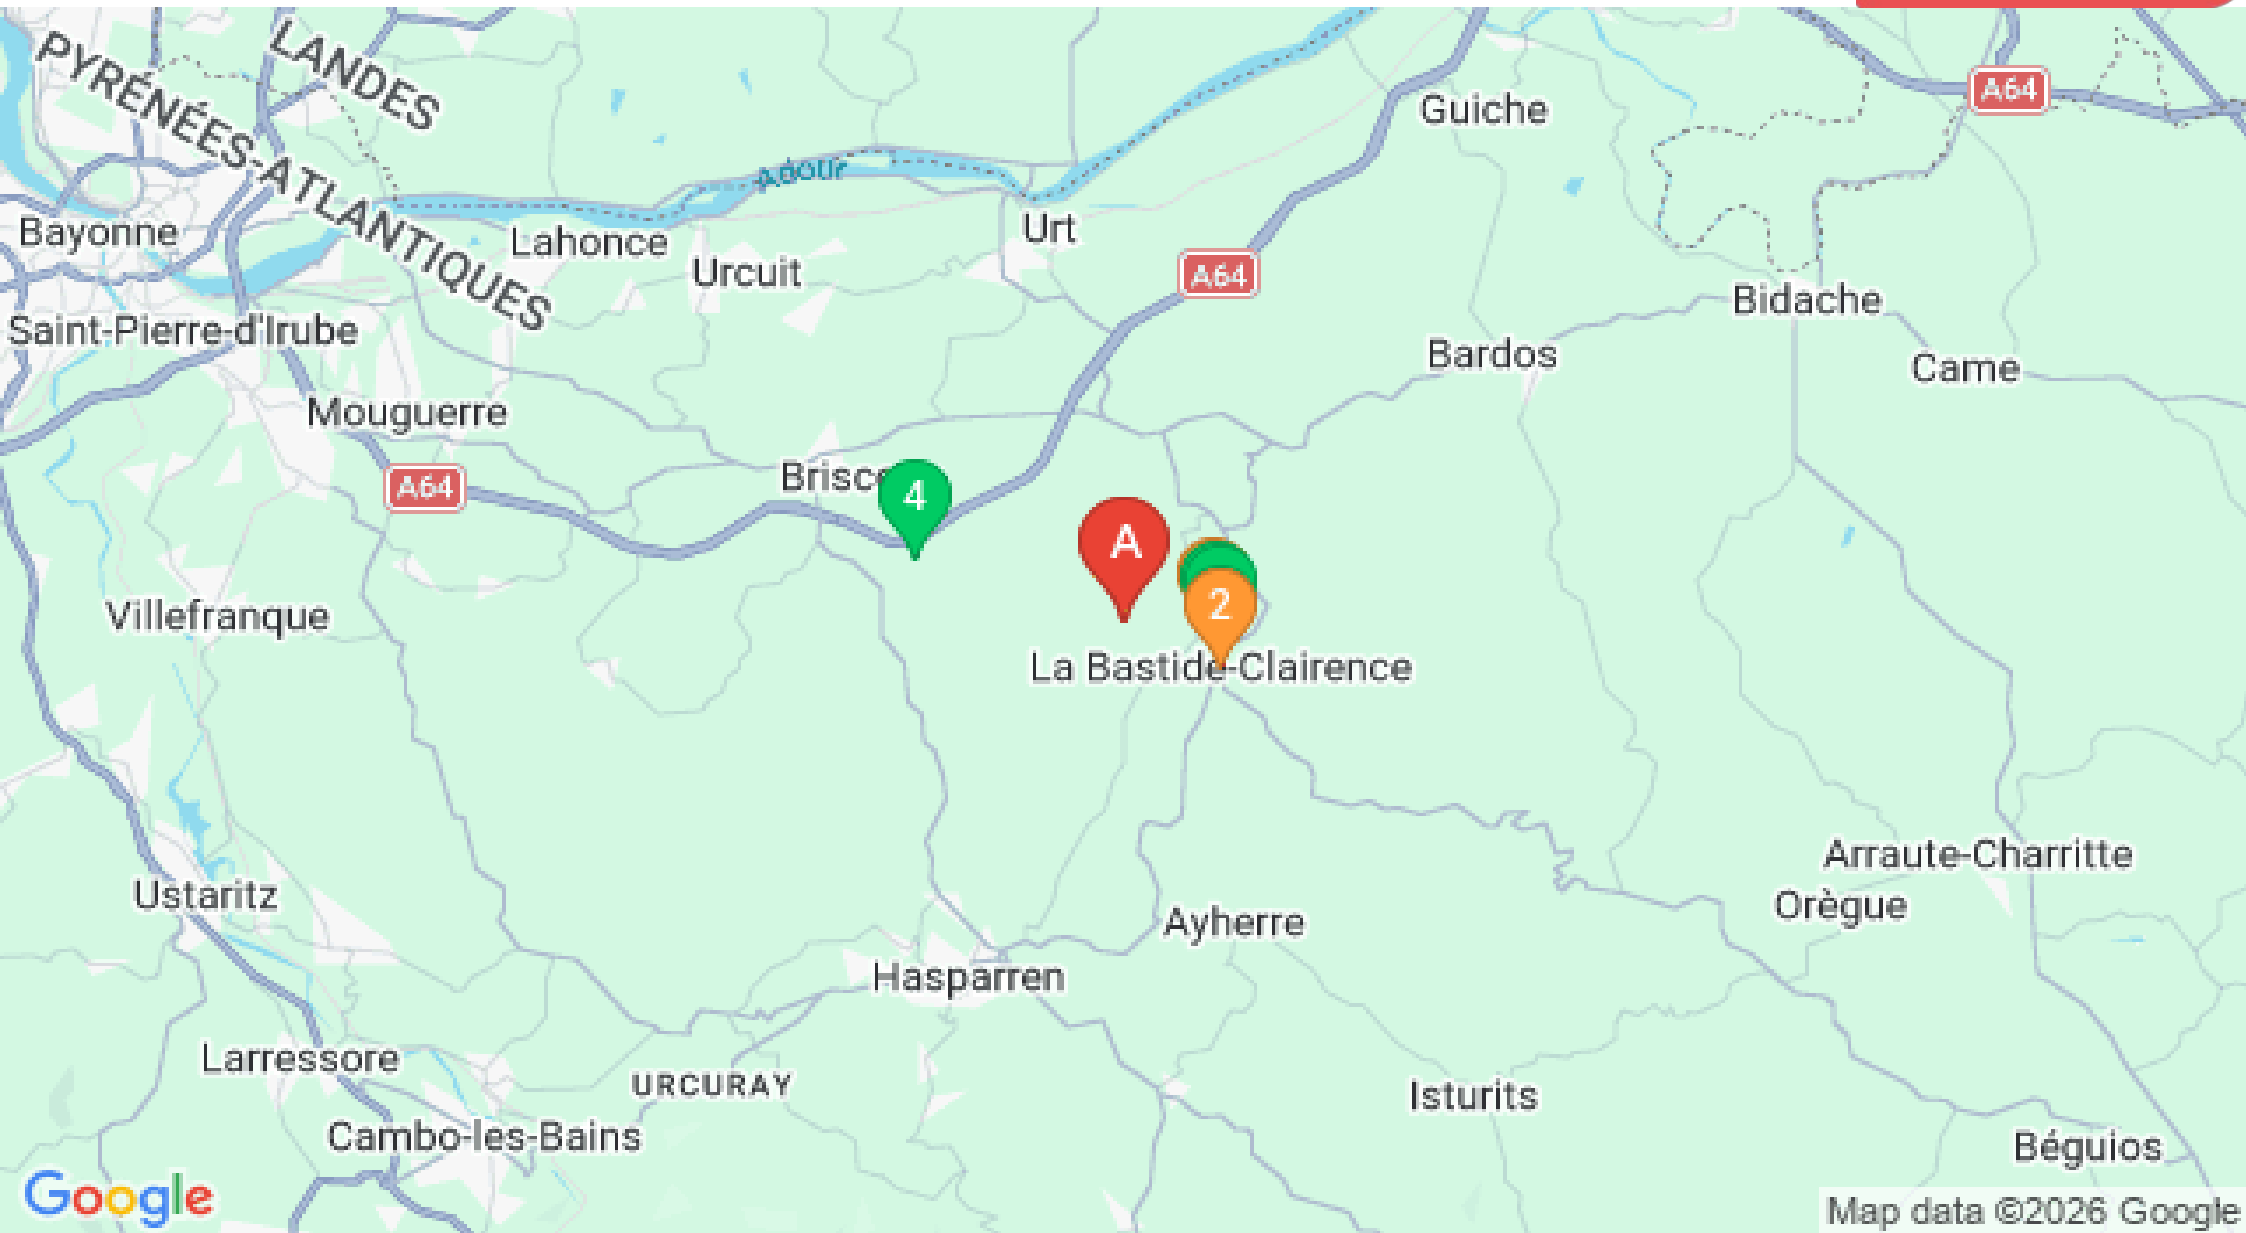 LANDES
PYRÉNÉES-ATLANTIQUES
A64
Guiche
Adour
Bayonne
Lahonce
Urt
Urcuit
A64
Bidache
Saint-Pierre-d'Irube
Bardos
Came
Mouguerre
A64
4
A
2
Villefranque
La Bastide-Clairence
Arraute-Charritte
Ustaritz
Orègue
Ayherre
Hasparren
Larressore
URCURAY
Isturits
Cambo-les-Bains
Béguios
Google
Map data ©2026 Google